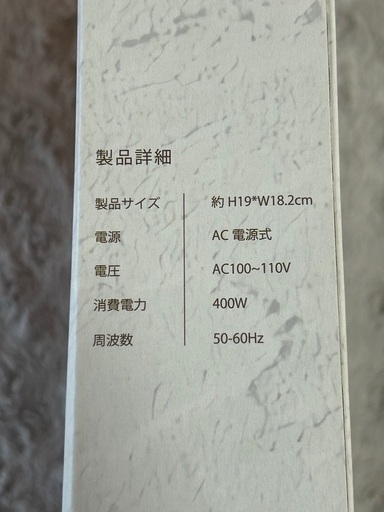 製品詳細
製品サイズ 約 H19*W18.2cm
電源 AC 電源式
電圧 AC100~110V
消費電力 400W
周波数 50-60Hz